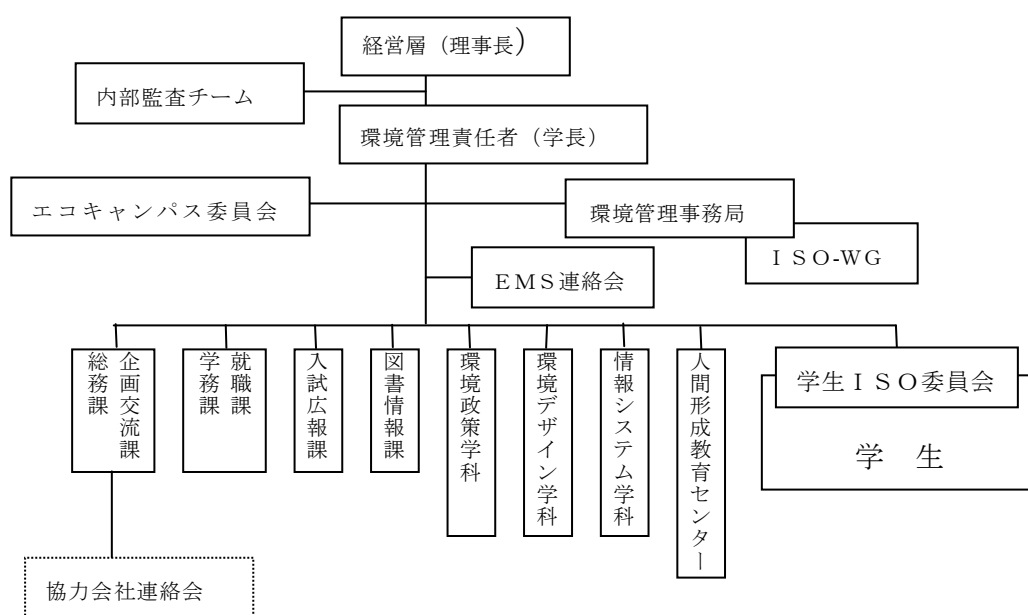 経営層（理事長）
内部監査チーム
環境管理責任者（学長）
エコキャンパス委員会
環境管理事務局
ＩＳＯ-ＷＧ
ＥＭＳ連絡会
企画交流課
総務課
就職課
学務課
入試広報課
図書情報課
環境政策学科
環境デザイン学科
情報システム学科
人間形成教育センター
学生ＩＳＯ委員会
学　生
協力会社連絡会